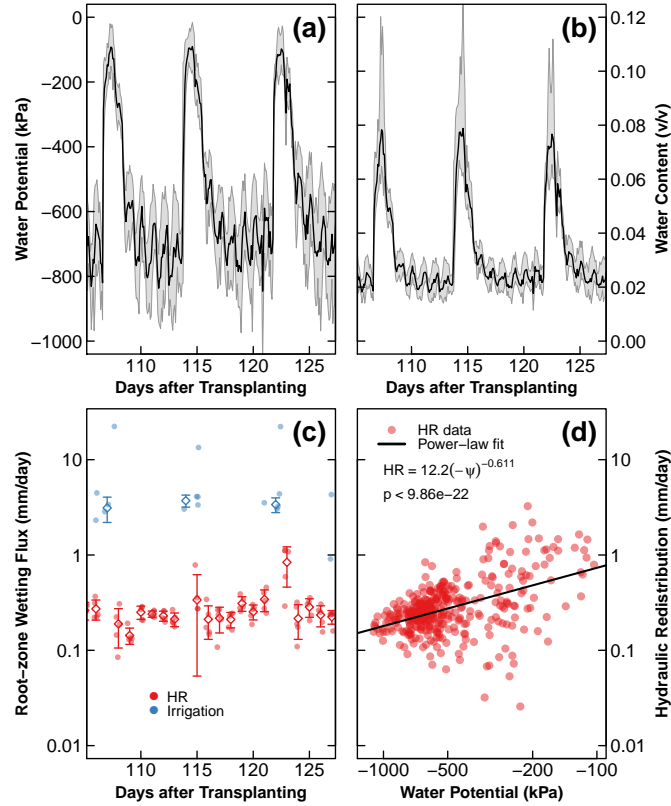 (a)
0
−200
−400
−600
−800
−1000
Water Potential (kPa)
110
115
120
125
Days after Transplanting
(b)
0.12
0.10
0.08
0.06
0.04
0.02
0.00
Water Content (v/v)
110
115
120
125
Days after Transplanting
(c)
10
1
0.1
0.01
Root−zone Wetting Flux (mm/day)
HR
Irrigation
110
115
120
125
Days after Transplanting
(d)
HR data
Power−law fit
HR = 12.2(−ψ)^−0.611
p < 9.86e−22
10
1
0.1
0.01
Hydraulic Redistribution (mm/day)
−1000
−500
−200
−100
Water Potential (kPa)